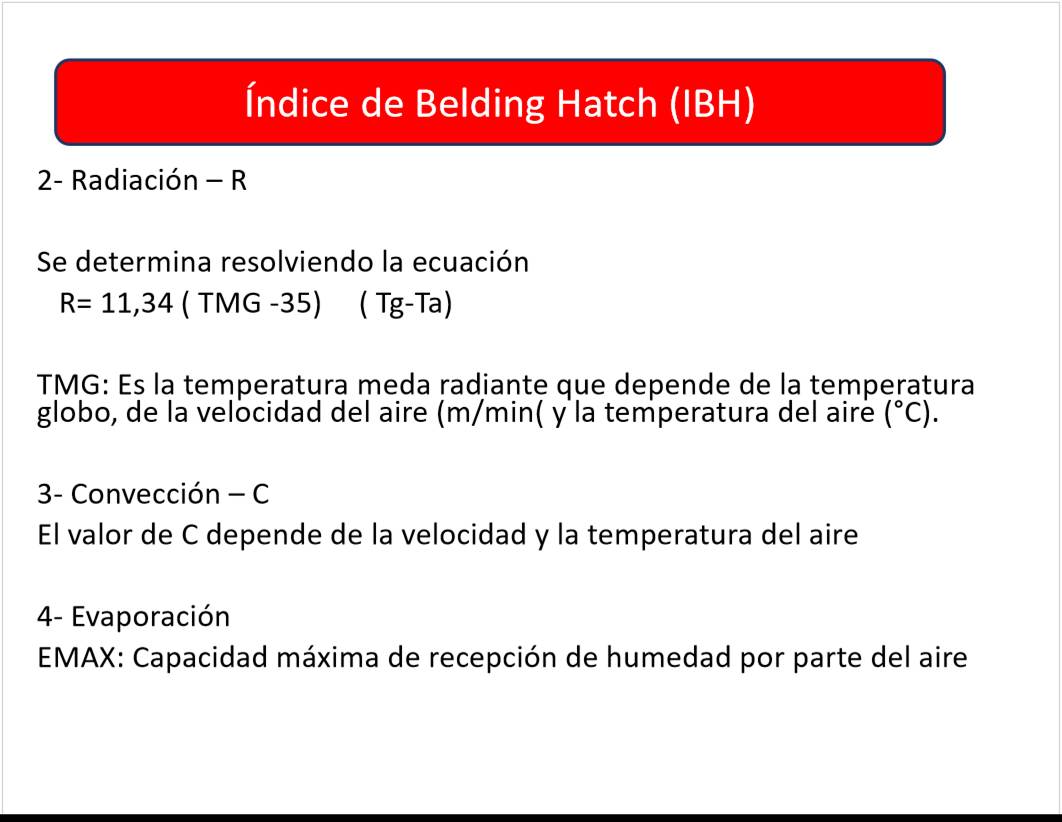 Índice de Belding Hatch (IBH)
2- Radiación – R
Se determina resolviendo la ecuación
R= 11,34 ( TMG -35) ( Tg-Ta)
TMG: Es la temperatura meda radiante que depende de la temperatura
globo, de la velocidad del aire (m/min( y la temperatura del aire (°C).
3- Convección – C
El valor de C depende de la velocidad y la temperatura del aire
4- Evaporación
EMAX: Capacidad máxima de recepción de humedad por parte del aire